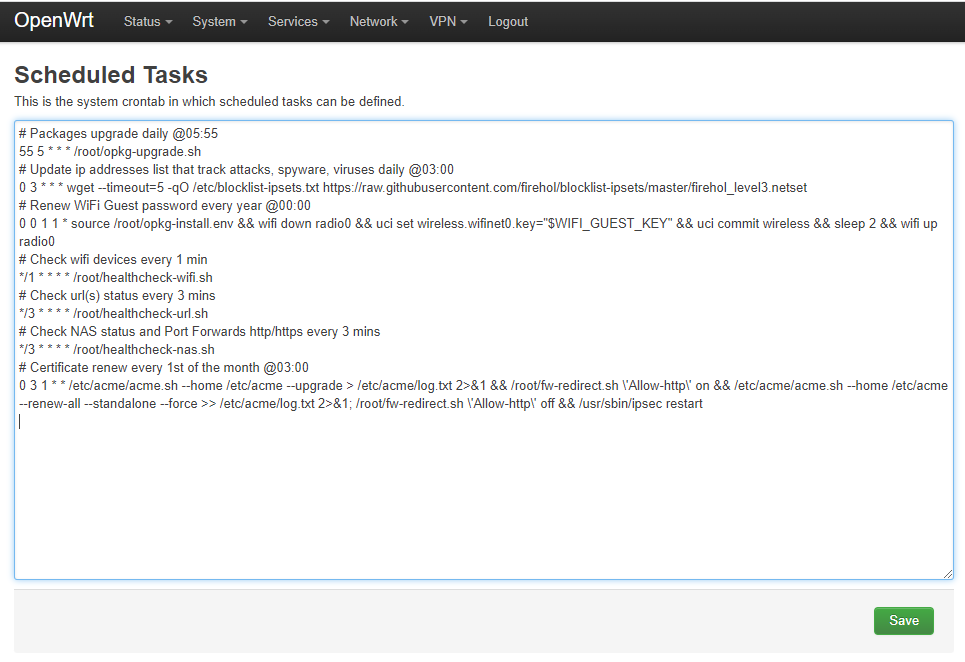 OpenWrt Status System Services Network VPN Logout
Scheduled Tasks
This is the system crontab in which scheduled tasks can be defined.
# Packages upgrade daily @05:55
55 5 * * * /root/opkg-upgrade.sh
# Update ip addresses list that track attacks, spyware, viruses daily @03:00
0 3 * * * wget --timeout=5 -qO /etc/blocklist-ipsets.txt https://raw.githubusercontent.com/firehol/blocklist-ipsets/master/firehol_level3.netset
# Renew WiFi Guest password every year @00:00
0 0 1 1 * source /root/opkg-install.env && wifi down radio0 && uci set wireless.wifinet0.key="$WIFI_GUEST_KEY" && uci commit wireless && sleep 2 && wifi up
radio0
# Check wifi devices every 1 min
*/1 * * * * /root/healthcheck-wifi.sh
# Check url(s) status every 3 mins
*/3 * * * * /root/healthcheck-url.sh
# Check NAS status and Port Forwards http/https every 3 mins
*/3 * * * * /root/healthcheck-nas.sh
# Certificate renew every 1st of the month @03:00
0 3 1 * * /etc/acme/acme.sh --home /etc/acme --upgrade > /etc/acme/log.txt 2>&1 && /root/fw-redirect.sh \'Allow-http\' on && /etc/acme/acme.sh --home /etc/acme
--renew-all --standalone --force >> /etc/acme/log.txt 2>&1; /root/fw-redirect.sh \'Allow-http\' off && /usr/sbin/ipsec restart
Save